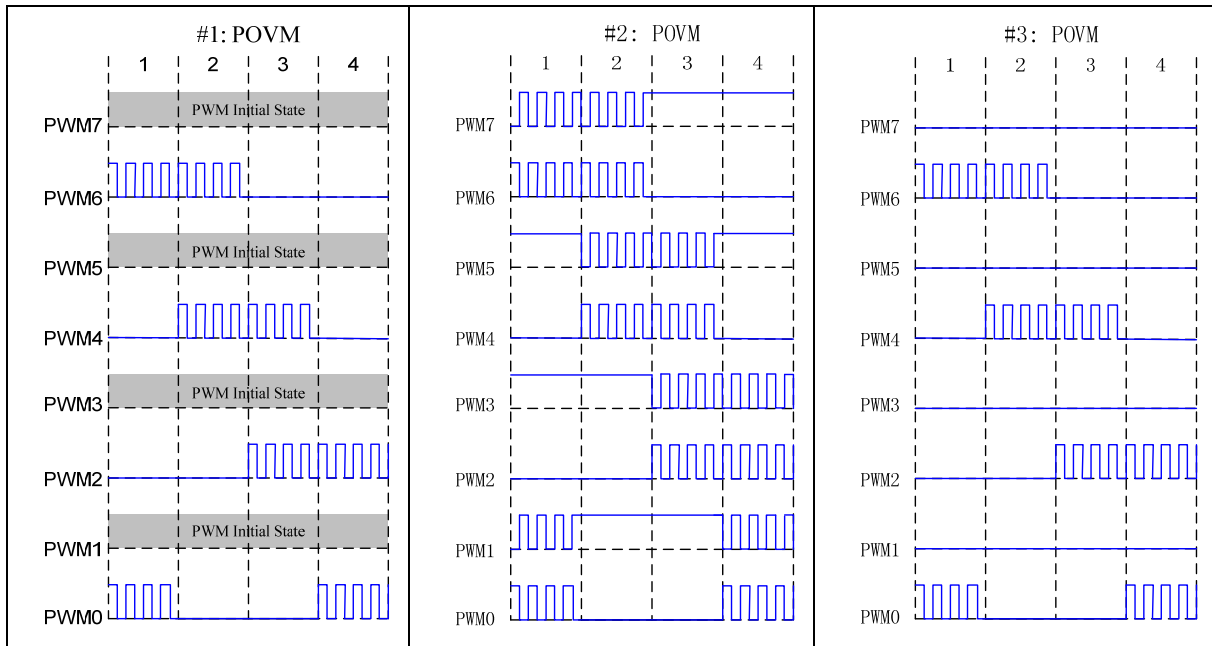 #1: POVM
1 2 3 4
PWM7 PWM Initial State
PWM6
PWM5 PWM Initial State
PWM4
PWM3 PWM Initial State
PWM2
PWM1 PWM Initial State
PWM0
#2: POVM
1 2 3 4
PWM7
PWM6
PWM5
PWM4
PWM3
PWM2
PWM1
PWM0
#3: POVM
1 2 3 4
PWM7
PWM6
PWM5
PWM4
PWM3
PWM2
PWM1
PWM0